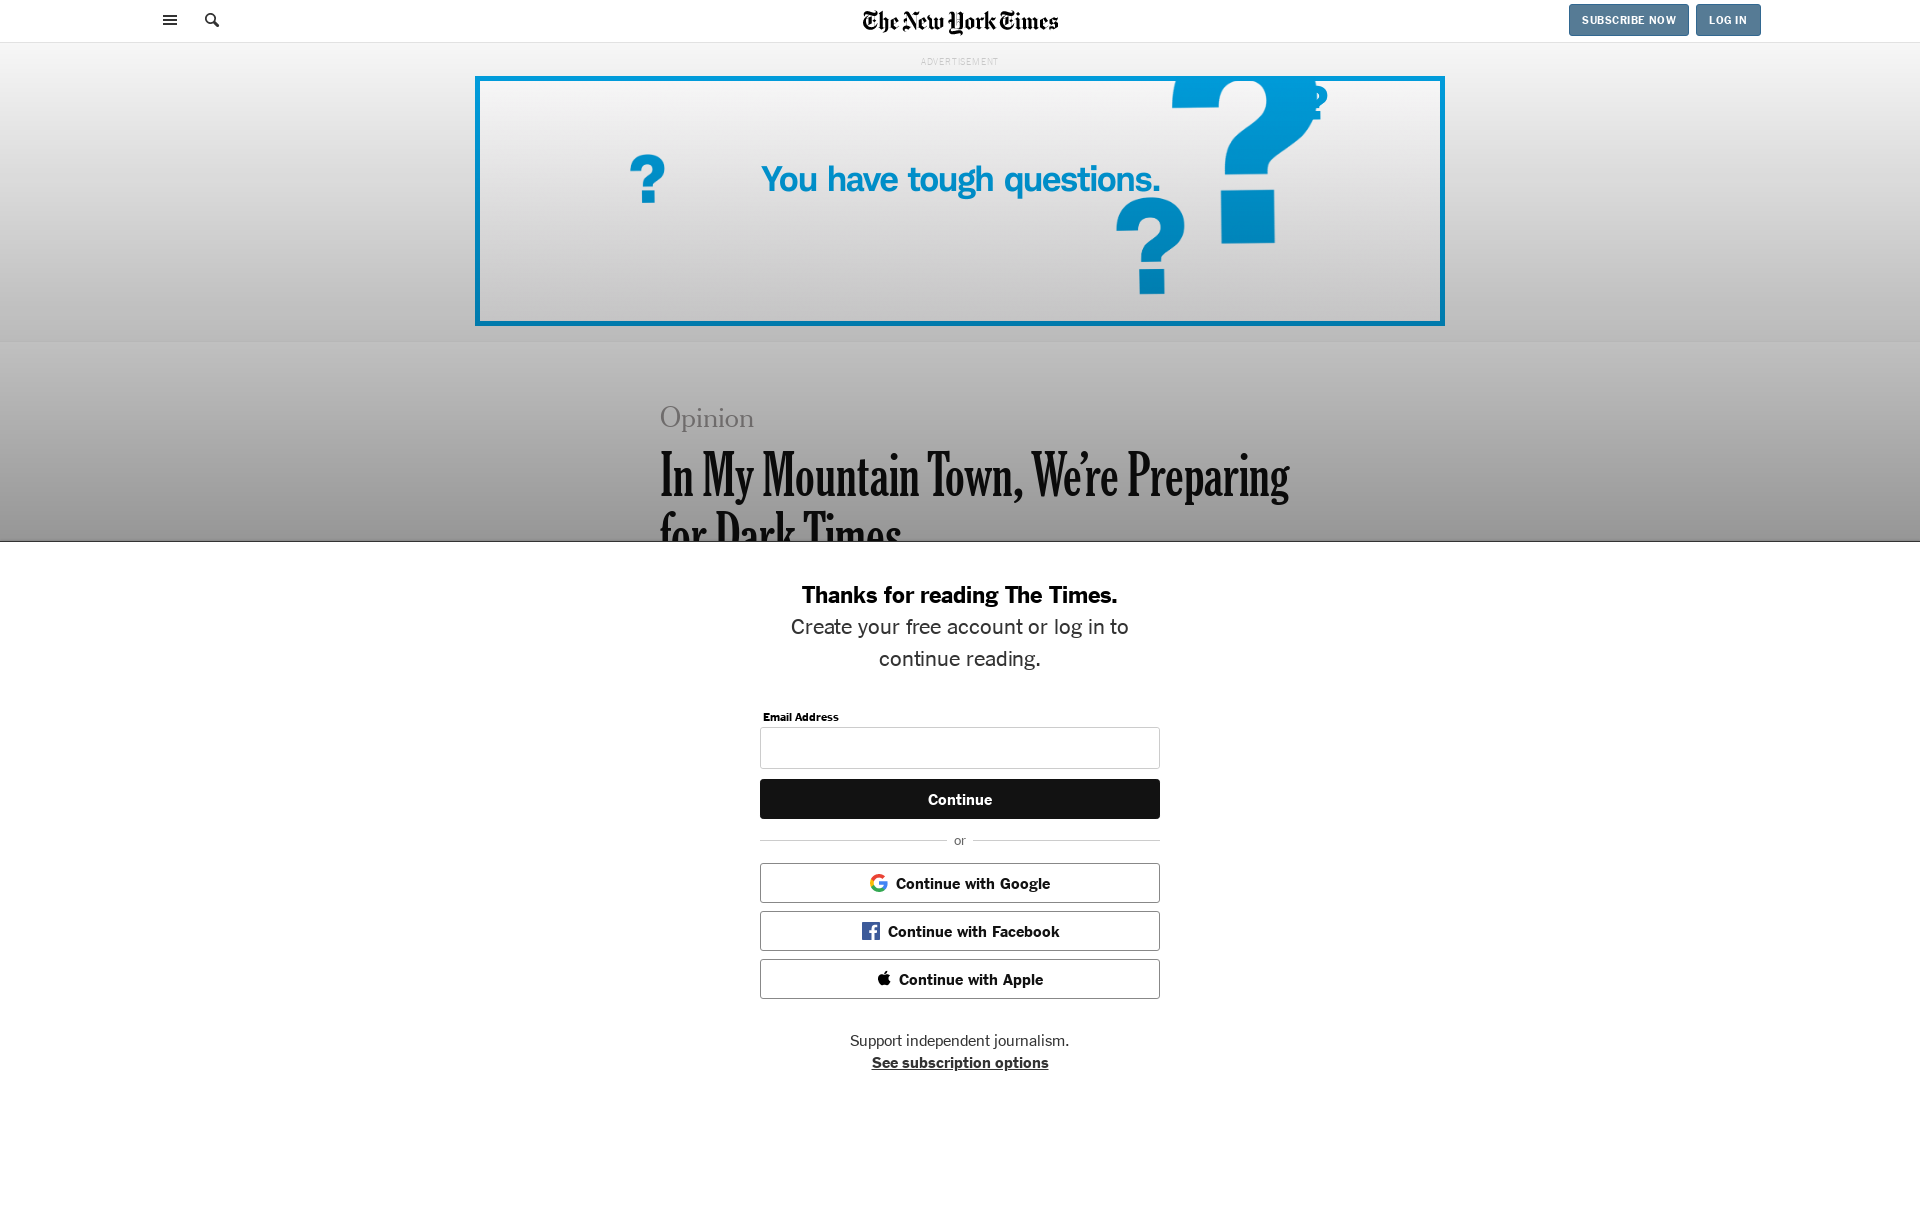 The New York Times
SUBSCRIBE NOW
LOG IN
ADVERTISEMENT
?
?
?
You have tough questions.
?
Opinion
In My Mountain Town, We’re Preparing
for Dark Times
Thanks for reading The Times.
Create your free account or log in to
continue reading.
Email Address
Continue
or
Continue with Google
Continue with Facebook
Continue with Apple
Support independent journalism.
See subscription options